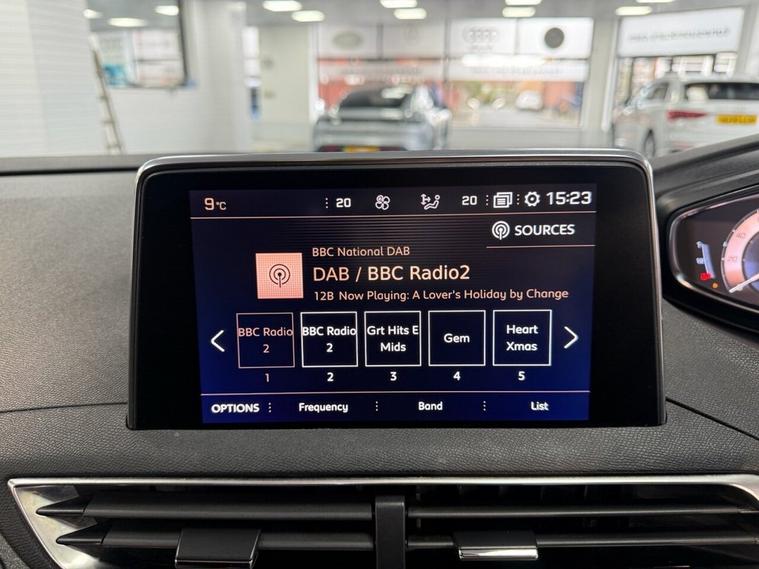 9°C 20 20 15:23
SOURCES
BBC National DAB
DAB / BBC Radio2
12B Now Playing: A Lover's Holiday by Change
BBC Radio
2
BBC Radio
2
Grt Hits E
Mids
Gem
Heart
Xmas
1 2 3 4 5
OPTIONS Frequency Band List